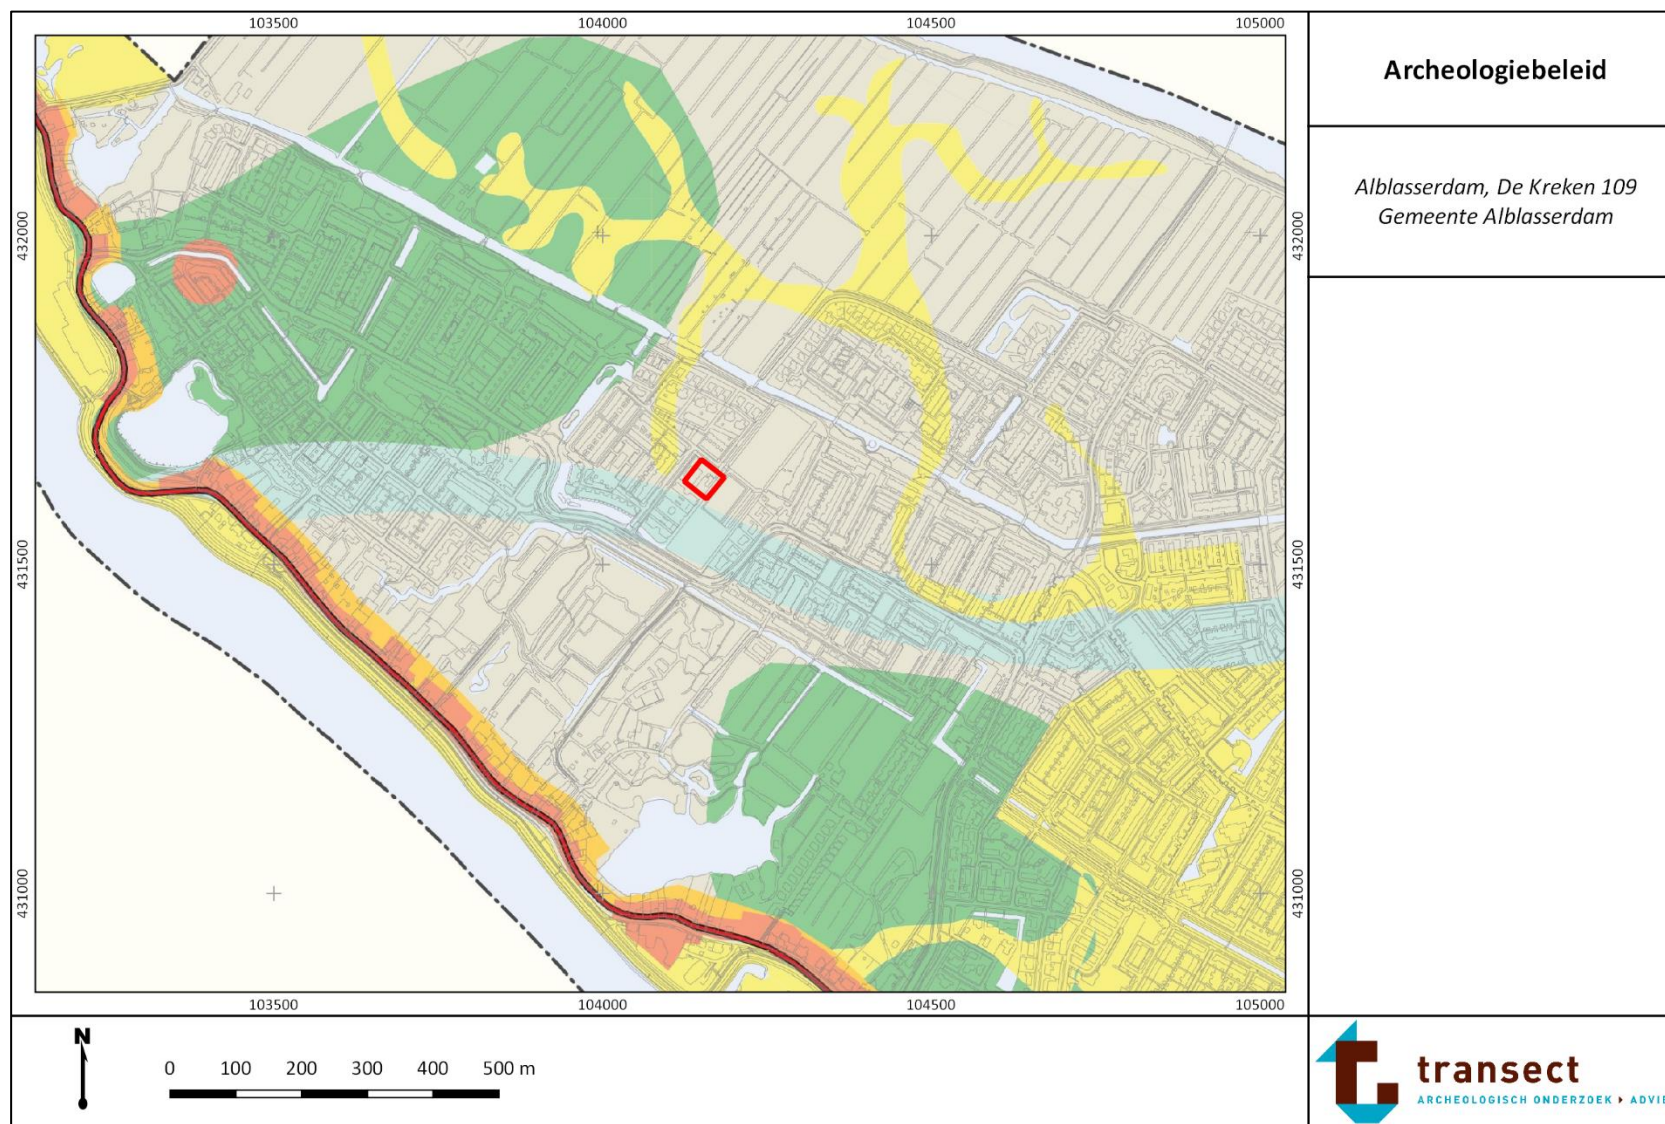 103500 104000 104500 105000
Archeologiebeleid
Alblasserdam, De Kreken 109
Gemeente Alblasserdam
432000 432000
431500 431500
431000 431000
103500 104000 104500 105000
N
0 100 200 300 400 500 m
transect
ARCHEOLOGISCH ONDERZOEK ADVIE